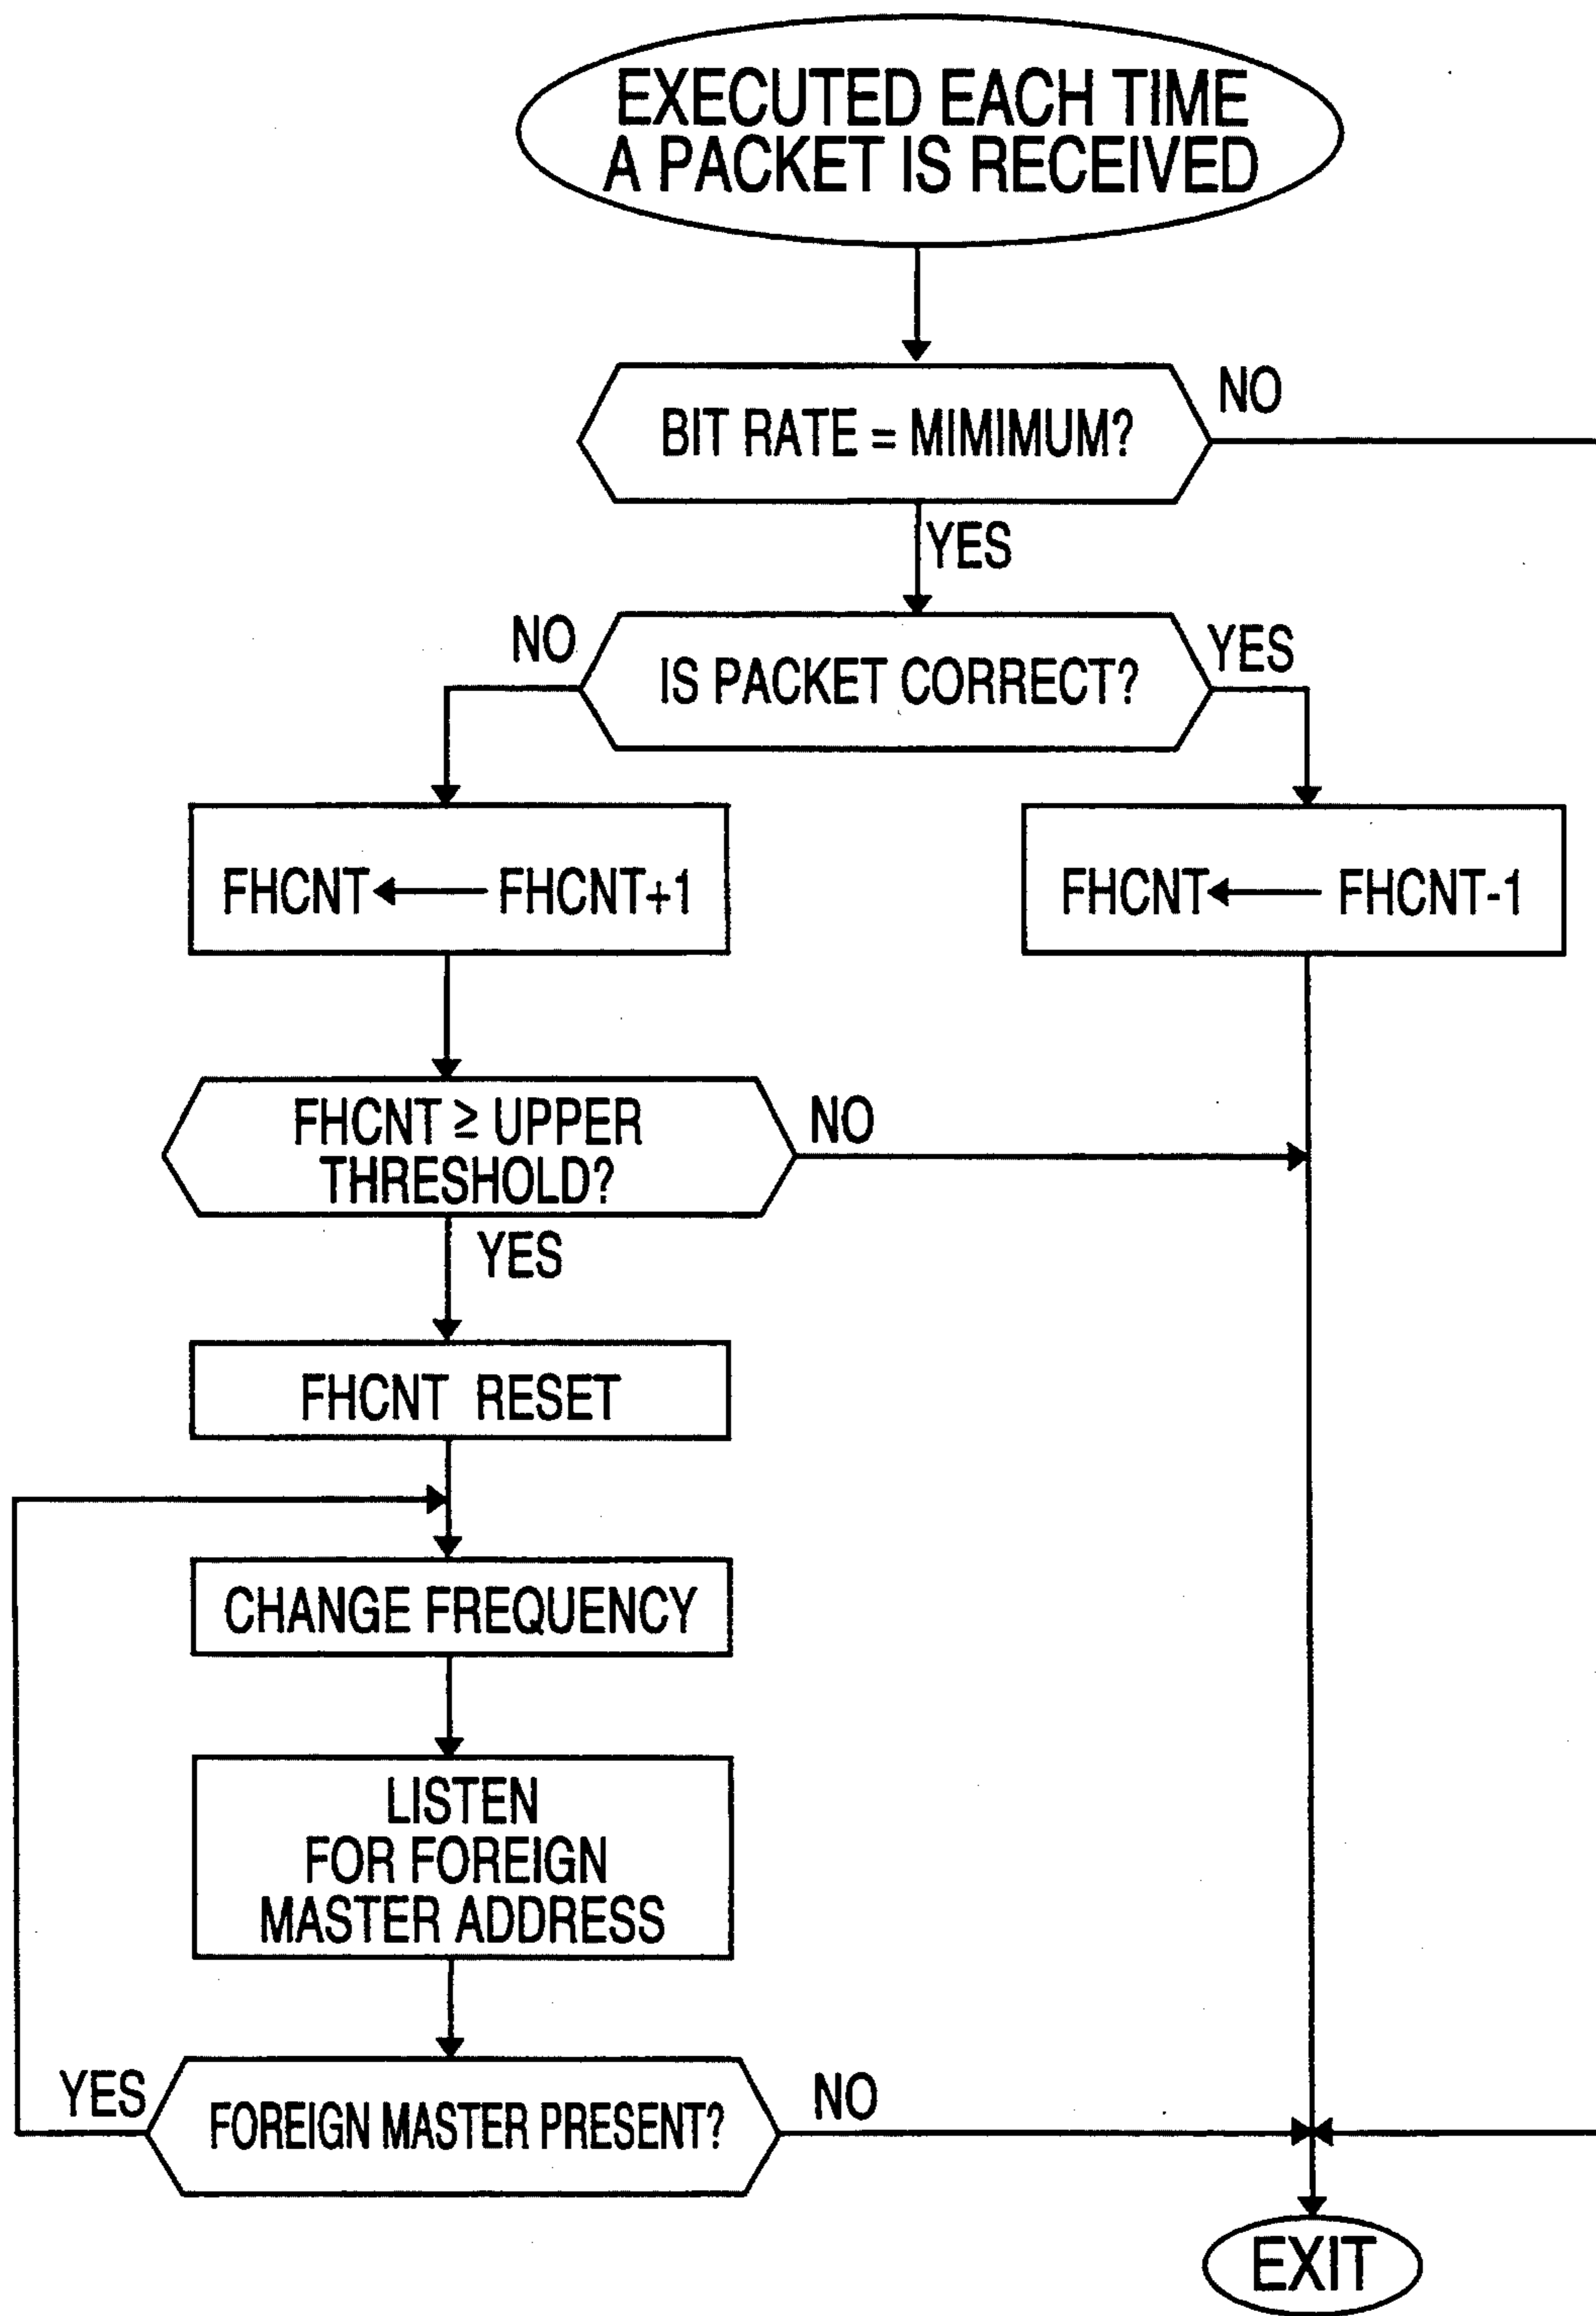 EXECUTED EACH TIME
A PACKET IS RECEIVED
BIT RATE = MIMIMUM?
NO
YES
IS PACKET CORRECT?
NO
YES
FHCNT ← FHCNT+1
FHCNT ← FHCNT-1
FHCNT ≥ UPPER
THRESHOLD?
NO
YES
FHCNT RESET
CHANGE FREQUENCY
LISTEN
FOR FOREIGN
MASTER ADDRESS
FOREIGN MASTER PRESENT?
YES
NO
EXIT